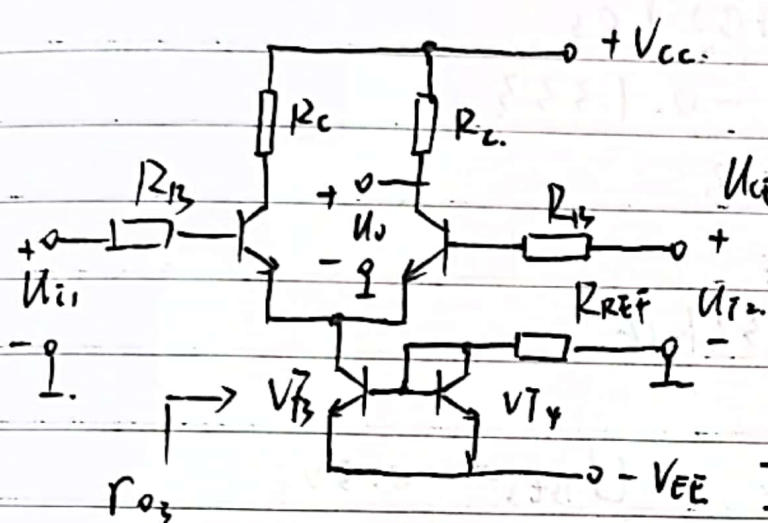 + Vcc.
Rc
Rc.
RB
RB
+
u₀
-
+
Ui1
-
+
Ui2
-
RREF
VT3
VT4
ro3
- VEE